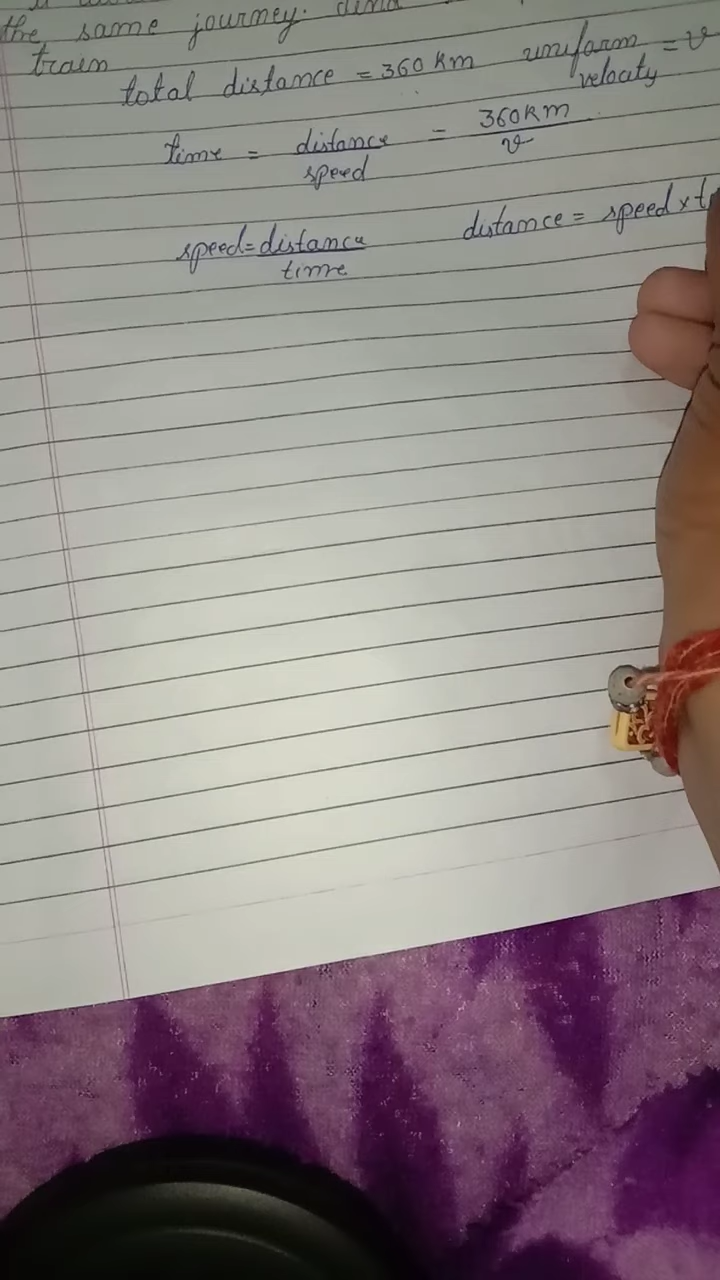 the same journey.
train
total distance = 360 km uniform velocity = v
time = distance / speed = 360km / v
speed = distance / time distance = speed x